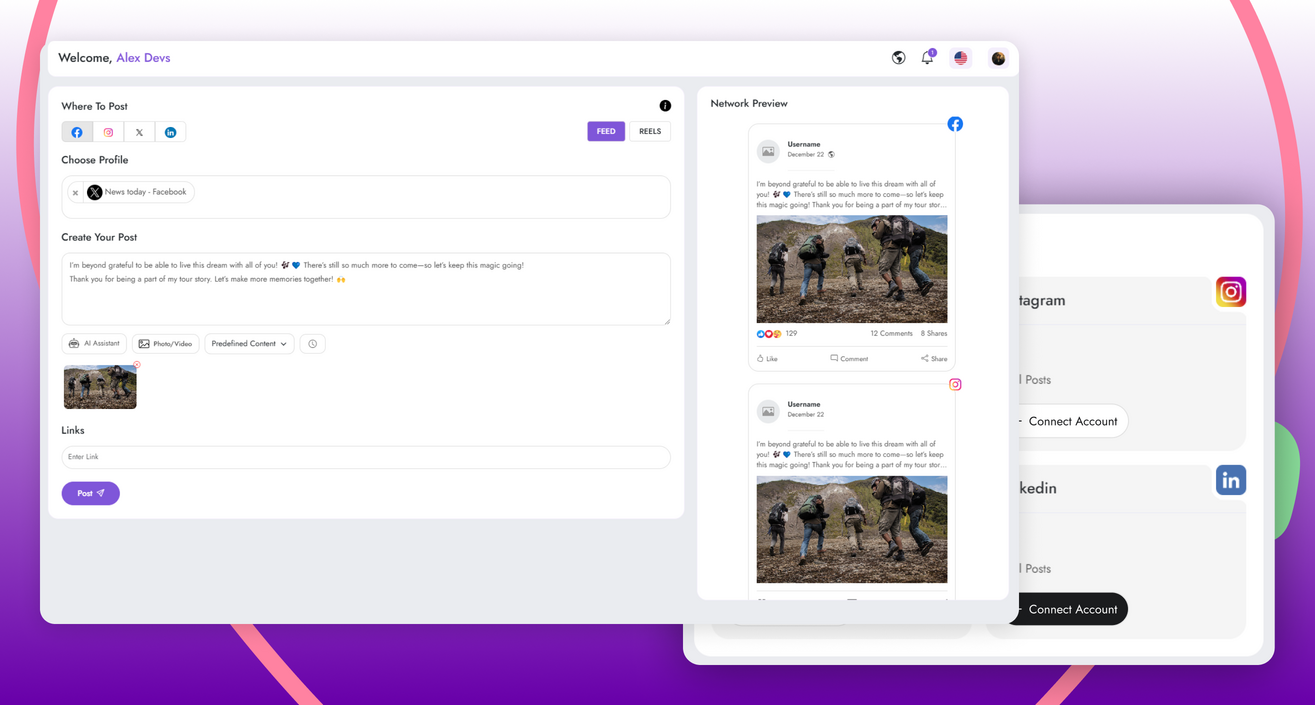 Welcome, Alex Devs
1
Where To Post
i
FEED
REELS
Choose Profile
× News today - Facebook
Create Your Post
I'm beyond grateful to be able to live this dream with all of you! 💃 💙 There's still so much more to come—so let's keep this magic going!
Thank you for being a part of my tour story. Let's make more memories together! 🙌
AI Assistant
Photo/Video
Predefined Content
Links
Enter Link
Post
Network Preview
Username
December 22
I'm beyond grateful to be able to live this dream with all of
you! 💃 💙 There's still so much more to come—so let's keep
this magic going! Thank you for being a part of my tour stor...
129
12 Comments
8 Shares
Like
Comment
Share
Username
December 22
I'm beyond grateful to be able to live this dream with all of
you! 💃 💙 There's still so much more to come—so let's keep
this magic going! Thank you for being a part of my tour stor...
tagram
l Posts
Connect Account
kedin
in
l Posts
Connect Account